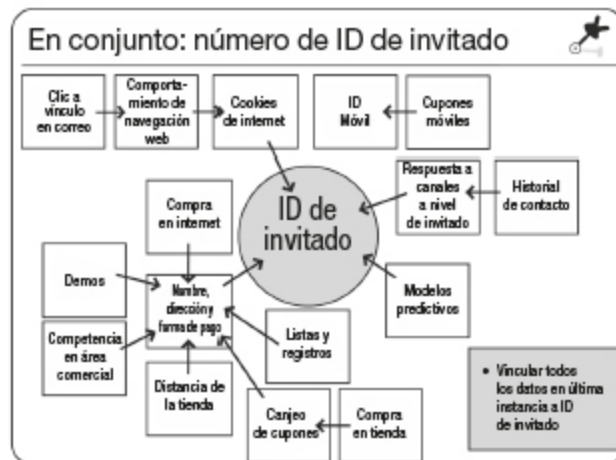 En conjunto: número de ID de invitado
Clic a
vínculo
en correo
Comporta-
miento de
navegación
web
Cookies
de internet
ID
Móvil
Cupones
móviles
Respuesta a
canales
a nivel
de invitado
Historial
de contacto
Compra
en internet
ID de
invitado
Demos
Nombre,
dirección y
forma de pago
Modelos
predictivos
Competencia
en área
comercial
Listas y
registros
Distancia de
la tienda
Canjeo
de cupones
Compra
en tienda
• Vincular todos
los datos en última
instancia a ID
de invitado